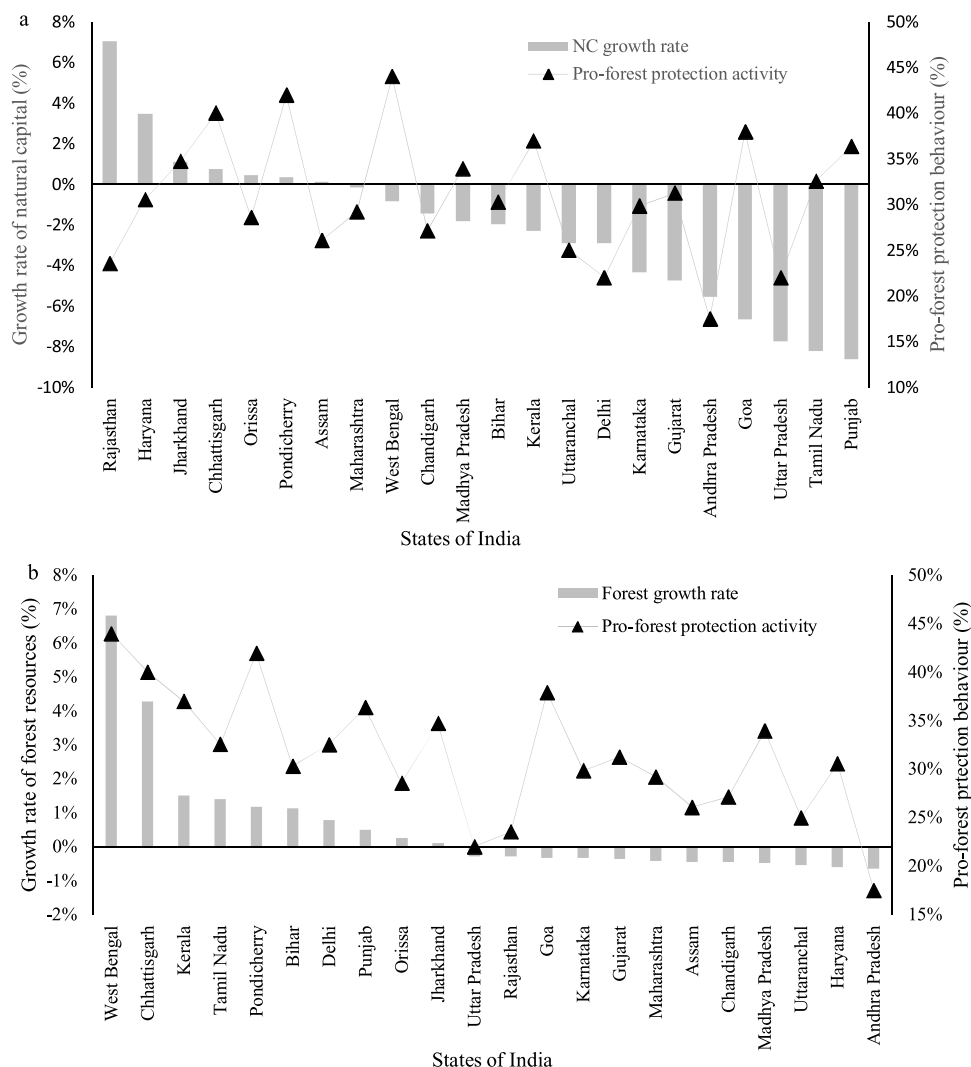 a
8%
6%
4%
2%
0%
-2%
-4%
-6%
-8%
-10%
Growth rate of natural capital (%)
NC growth rate
Pro-forest protection activity
50%
45%
40%
35%
30%
25%
20%
15%
10%
Pro-forest protection behaviour (%)
Rajasthan
Haryana
Jharkhand
Chhattisgarh
Orissa
Pondicherry
Assam
Maharashtra
West Bengal
Chandigarh
Madhya Pradesh
Bihar
Kerala
Uttaranchal
Delhi
Karnataka
Gujarat
Andhra Pradesh
Goa
Uttar Pradesh
Tamil Nadu
Punjab
States of India
b
8%
7%
6%
5%
4%
3%
2%
1%
0%
-1%
-2%
Growth rate of forest resources (%)
Forest growth rate
Pro-forest protection activity
50%
45%
40%
35%
30%
25%
20%
15%
Pro-forest prtection behaviour (%)
West Bengal
Chhattisgarh
Kerala
Tamil Nadu
Pondicherry
Bihar
Delhi
Punjab
Orissa
Jharkhand
Uttar Pradesh
Rajasthan
Goa
Karnataka
Gujarat
Maharashtra
Assam
Chandigarh
Madhya Pradesh
Uttaranchal
Haryana
Andhra Pradesh
States of India